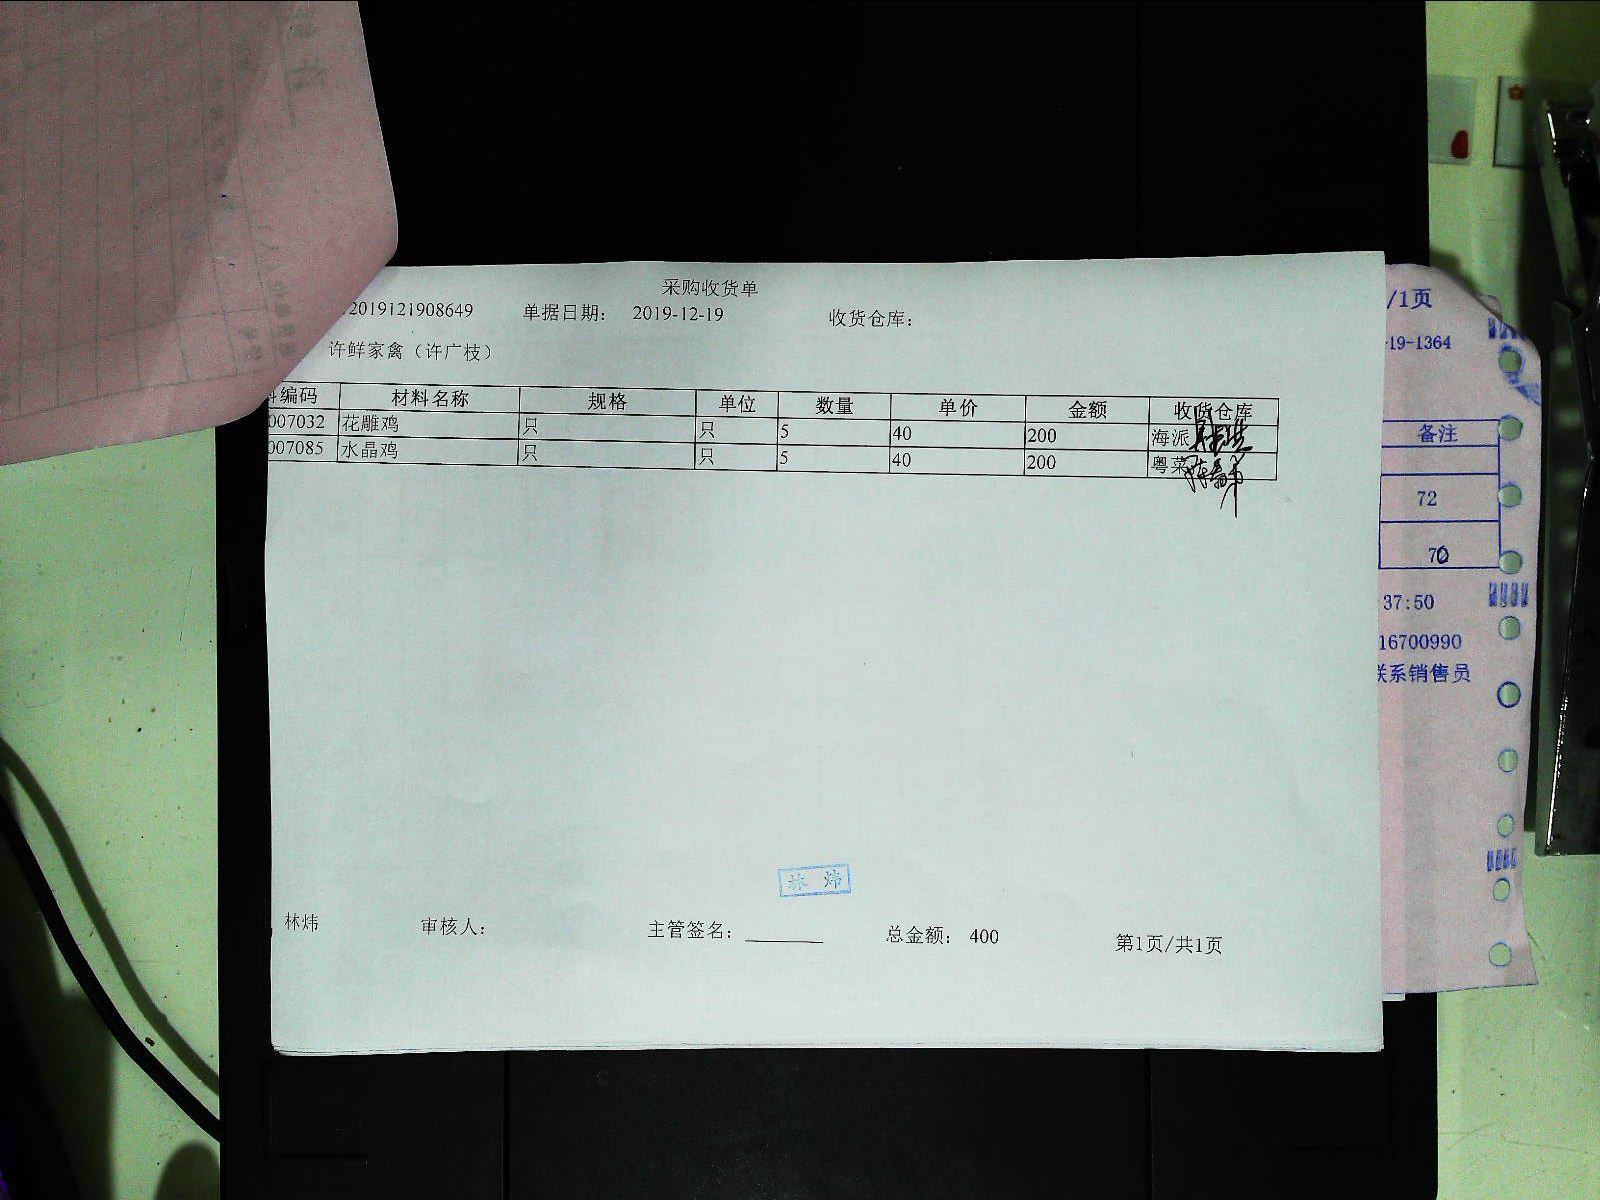 采购收货单
2019121908649 单据日期： 2019-12-19 收货仓库：
许鲜家禽（许广枝）
编码 材料名称 规格 单位 数量 单价 金额 收货仓库
007032 花雕鸡 只 只 5 40 200 海派
007085 水晶鸡 只 只 5 40 200 粤菜
林炜
林炜 审核人： 主管签名： 总金额： 400 第1页/共1页
/1页
-19-1364
备注
72
70
37:50
16700990
联系销售员